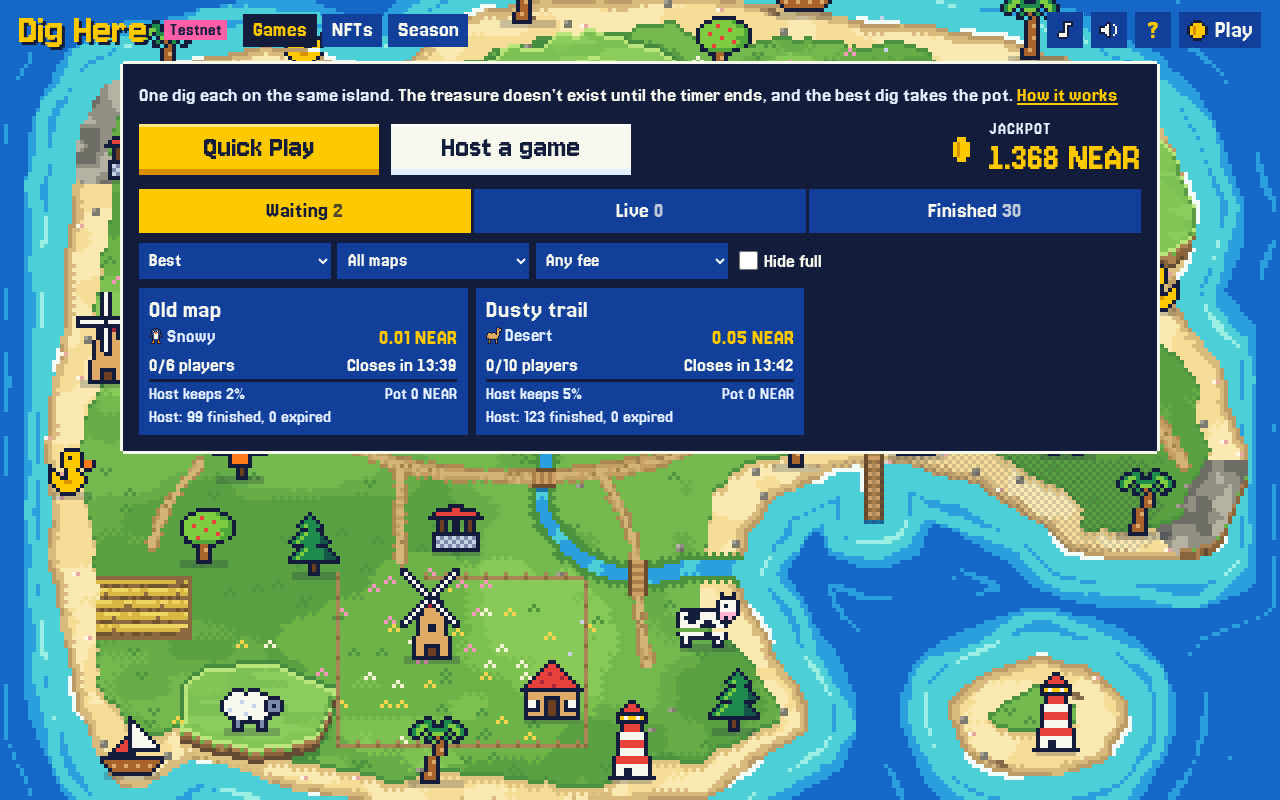 Dig Here
Testnet
Games
NFTs
Season
?
Play
One dig each on the same island. The treasure doesn't exist until the timer ends, and the best dig takes the pot. How it works
Quick Play
Host a game
JACKPOT
1.368 NEAR
Waiting 2
Live 0
Finished 30
Best
All maps
Any fee
Hide full
Old map
Snowy
0.01 NEAR
0/6 players
Closes in 13:39
Host keeps 2%
Pot 0 NEAR
Host: 99 finished, 0 expired
Dusty trail
Desert
0.05 NEAR
0/10 players
Closes in 13:42
Host keeps 5%
Pot 0 NEAR
Host: 123 finished, 0 expired